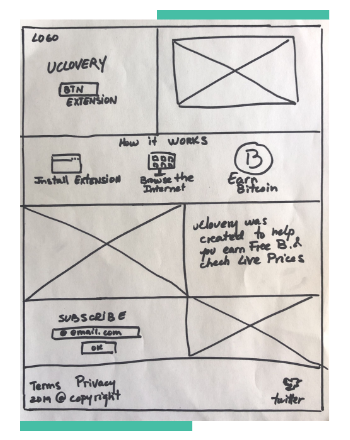 LOGO
UCLOVERY
BTN
EXTENSION
How it WORKS
Install Extension
Browse the
Internet
B
Earn
Bitcoin
uclovery was
created to help
you earn Free B.&
check Live Prices
SUBSCRIBE
@ email.com
OK
Terms Privacy
2019 @ copyright
twitter